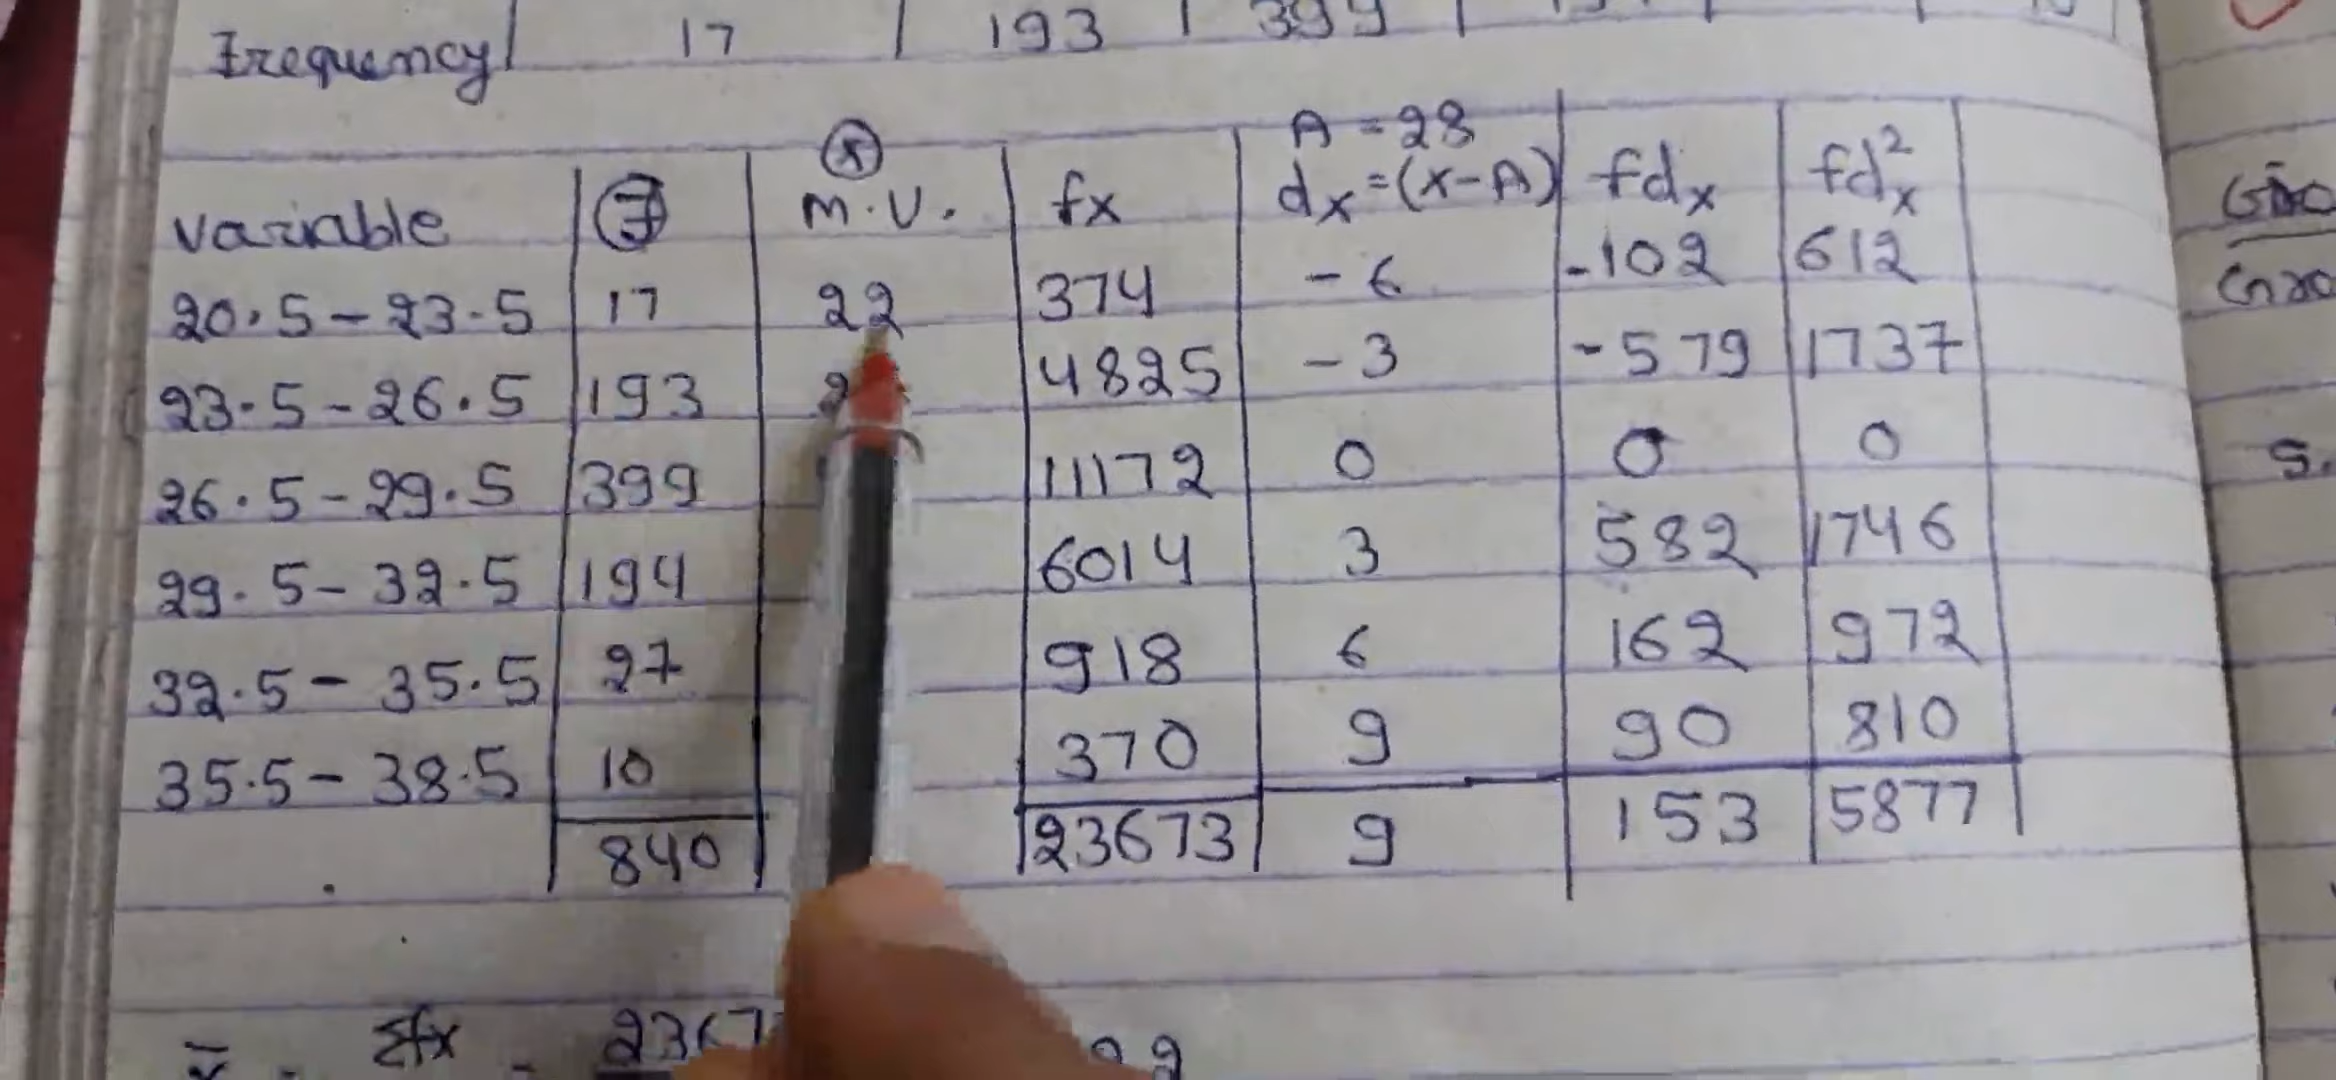 Frequency | 17 | 193 | 399
A = 28
variable | f | (x) M.V. | fx | dx = (x-A) | fdx | fd²x
20.5 - 23.5 | 17 | 22 | 374 | -6 | -102 | 612
23.5 - 26.5 | 193 | 2 | 4825 | -3 | -579 | 1737
26.5 - 29.5 | 399 | 11172 | 0 | 0 | 0
29.5 - 32.5 | 194 | 6014 | 3 | 582 | 1746
32.5 - 35.5 | 27 | 918 | 6 | 162 | 972
35.5 - 38.5 | 10 | 370 | 9 | 90 | 810
840 | 23673 | 9 | 153 | 5877
Σfx 2367